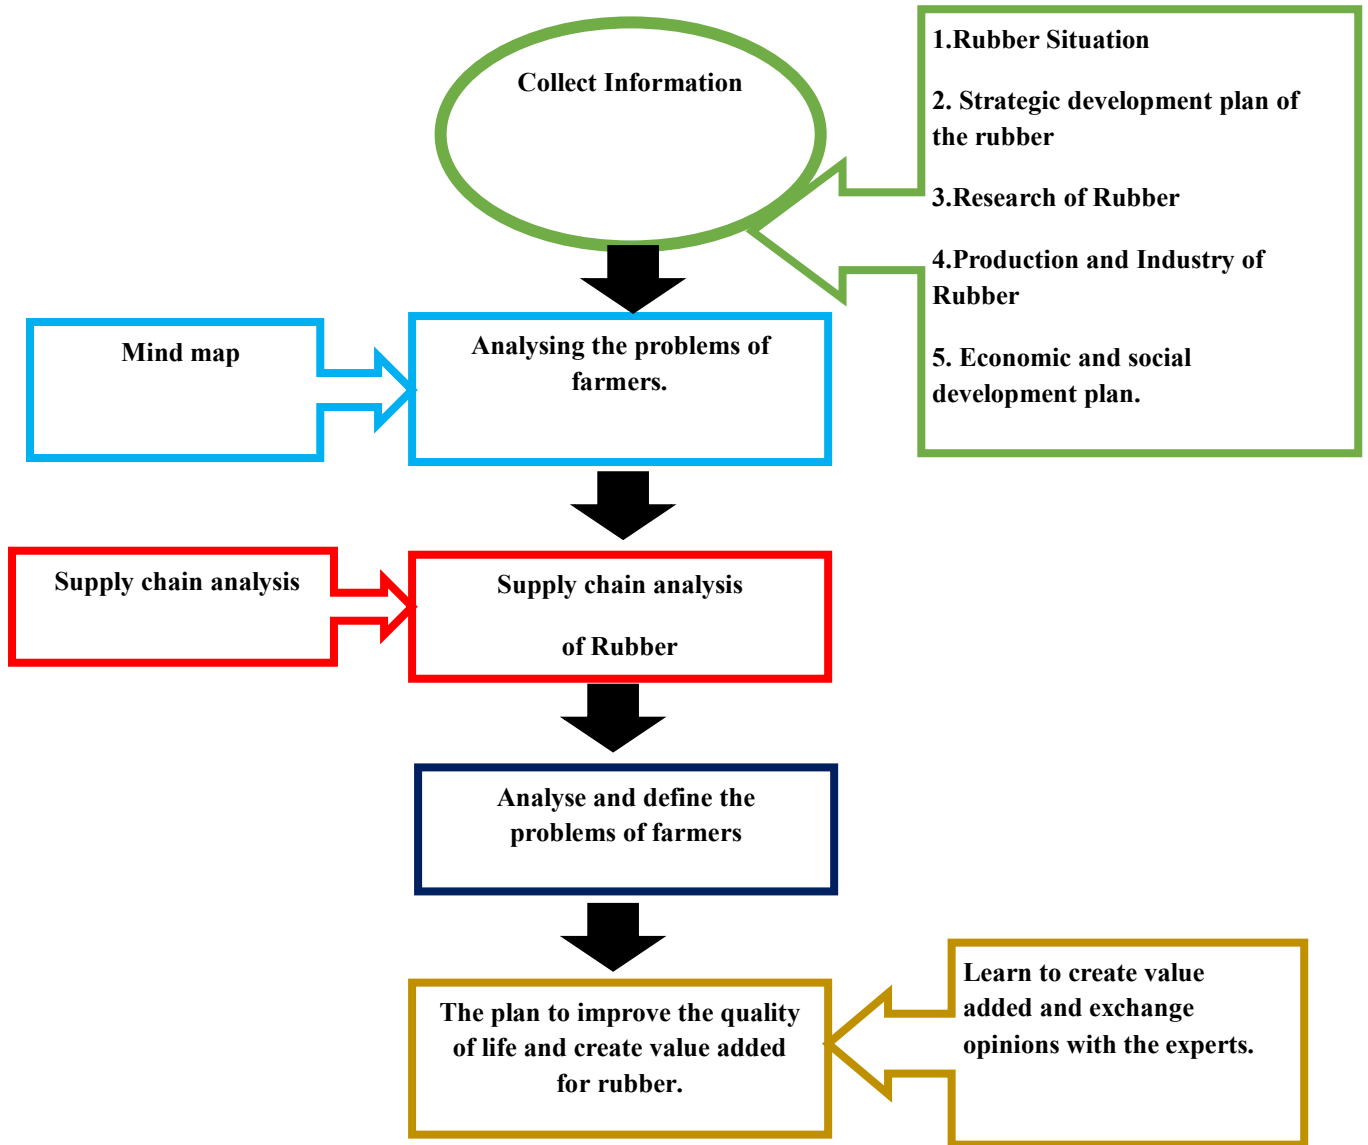 Collect Information
1.Rubber Situation
2. Strategic development plan of
the rubber
3.Research of Rubber
4.Production and Industry of
Rubber
5. Economic and social
development plan.
Mind map
Analysing the problems of
farmers.
Supply chain analysis
Supply chain analysis
of Rubber
Analyse and define the
problems of farmers
The plan to improve the quality
of life and create value added
for rubber.
Learn to create value
added and exchange
opinions with the experts.